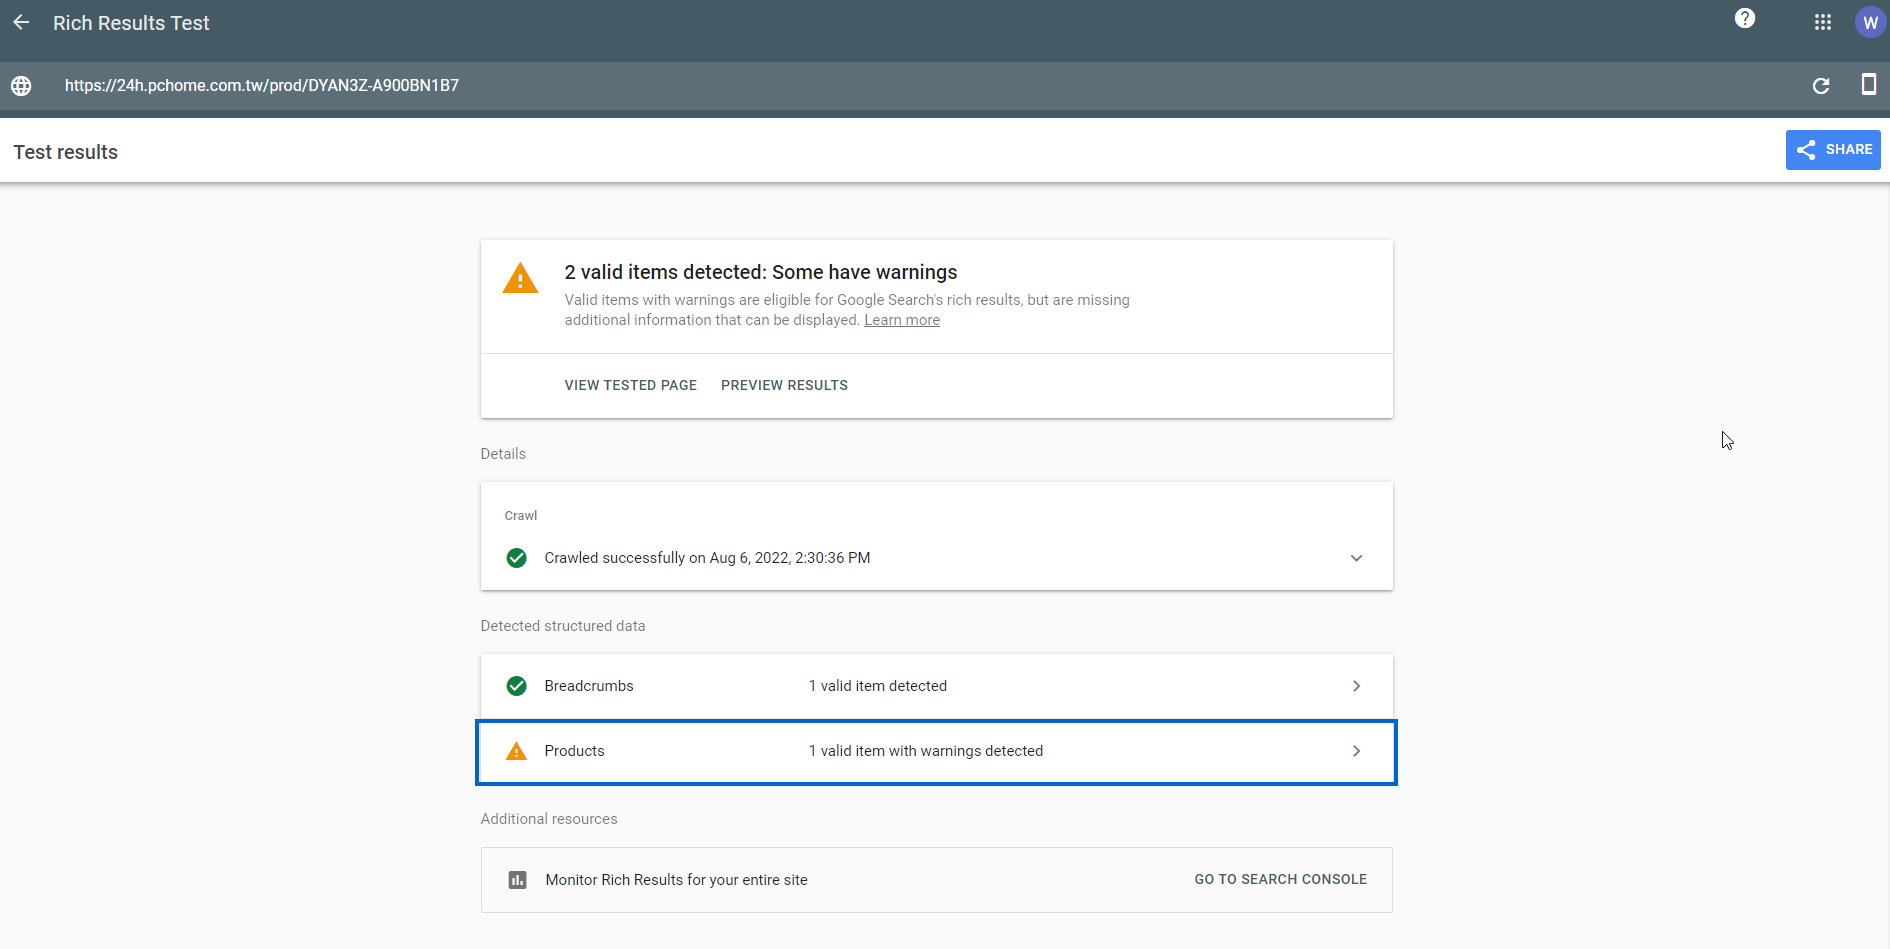 Rich Results Test
W
https://24h.pchome.com.tw/prod/DYAN3Z-A900BN1B7
Test results
SHARE
2 valid items detected: Some have warnings
Valid items with warnings are eligible for Google Search's rich results, but are missing
additional information that can be displayed. Learn more
VIEW TESTED PAGE PREVIEW RESULTS
Details
Crawl
Crawled successfully on Aug 6, 2022, 2:30:36 PM
Detected structured data
Breadcrumbs 1 valid item detected
Products 1 valid item with warnings detected
Additional resources
Monitor Rich Results for your entire site GO TO SEARCH CONSOLE